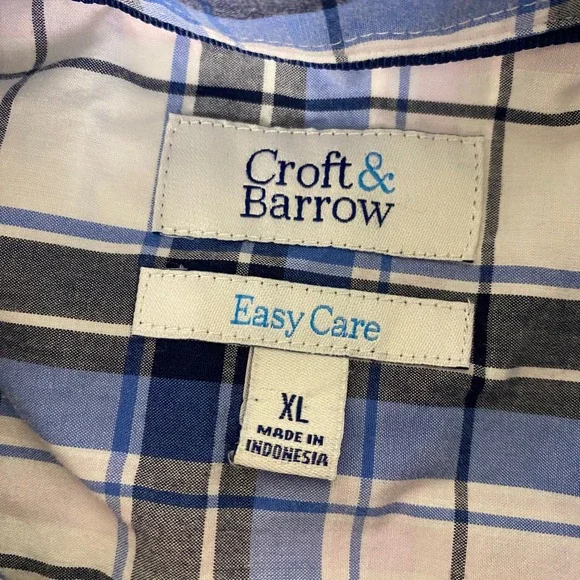 Croft&
Barrow
Easy Care
XL
MADE IN
INDONESIA